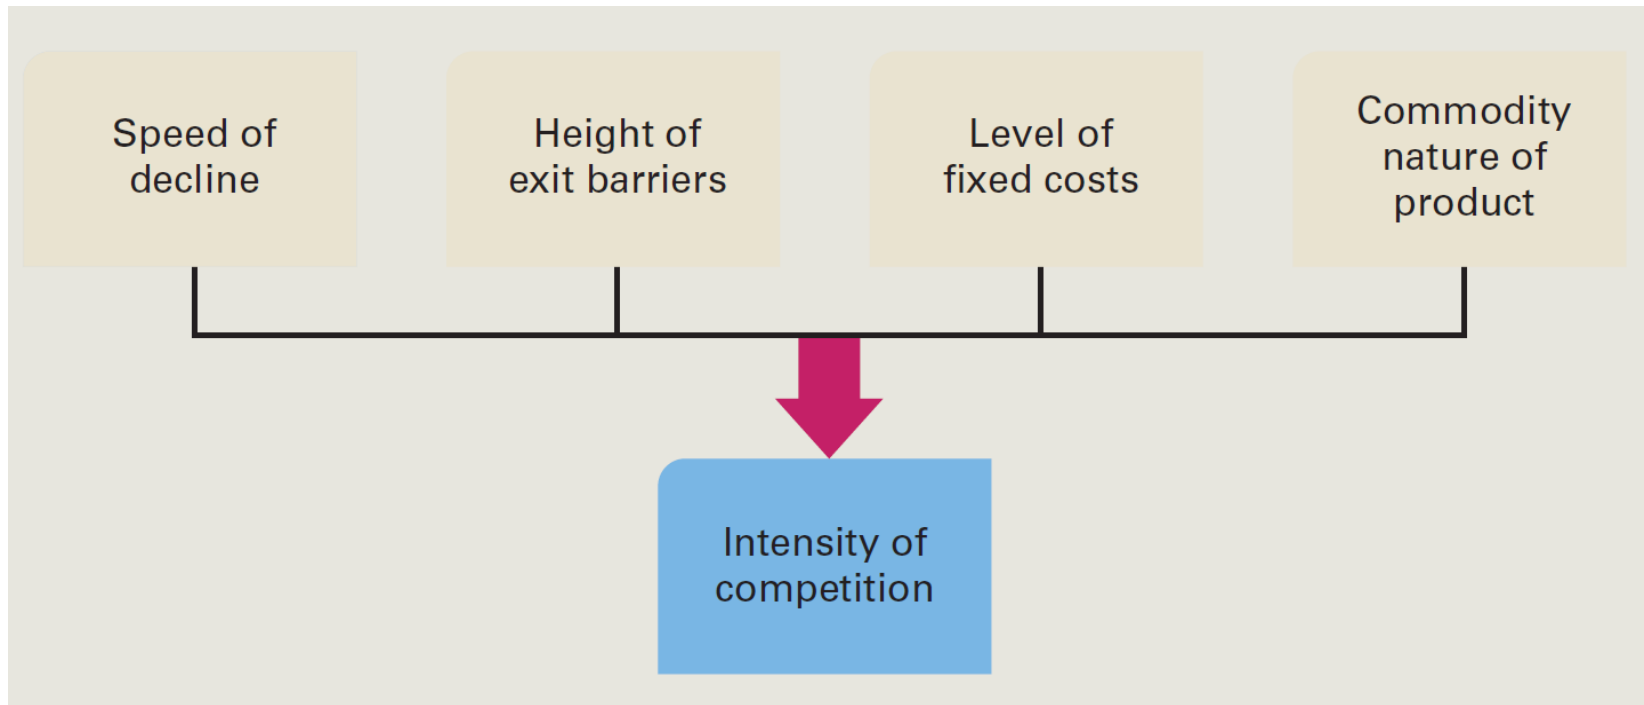 Speed of
decline
Height of
exit barriers
Level of
fixed costs
Commodity
nature of
product
Intensity of
competition